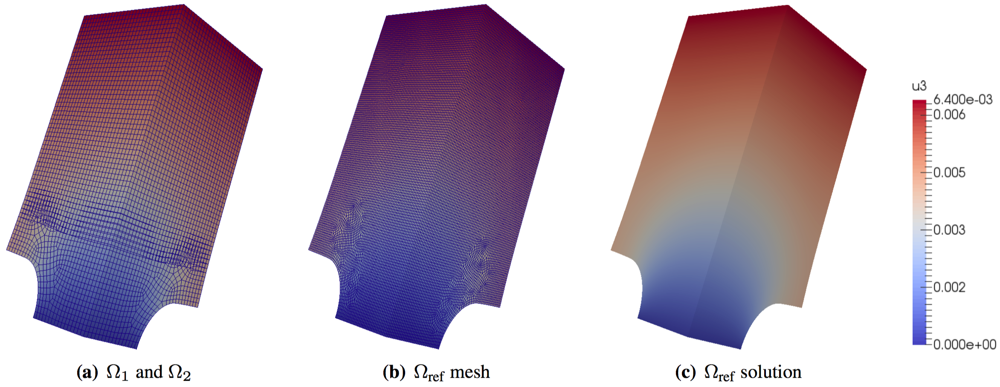 u3
6.400e-03
0.006
0.005
0.003
0.002
0.000e+00
(a) Ω₁ and Ω₂
(b) Ωref mesh
(c) Ωref solution